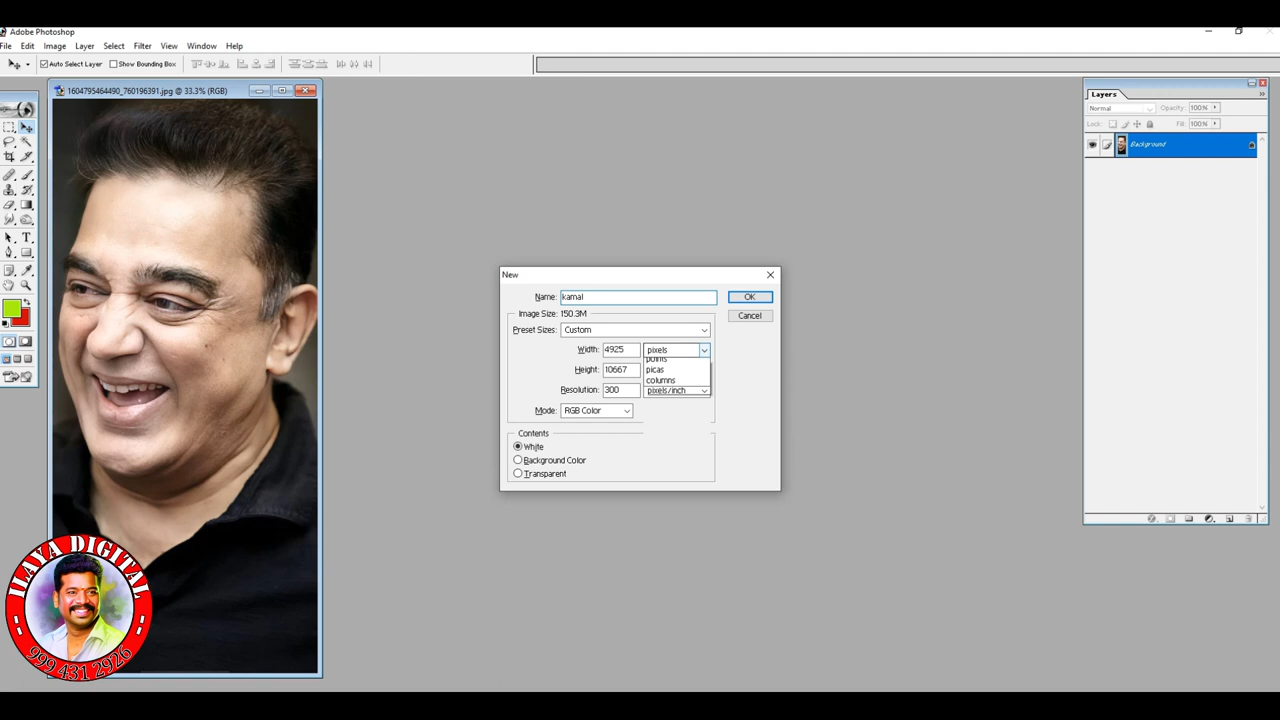 Adobe Photoshop
File Edit Image Layer Select Filter View Window Help
Auto Select Layer Show Bounding Box
1604795464490_760196391.jpg @ 33.3% (RGB)
Layers
Normal Opacity: 100%
Lock: Fill: 100%
Background
New
Name: kamal OK
Image Size: 150.3M Cancel
Preset Sizes: Custom
Width: 4925 pixels
points
Height: 10667 picas
columns
Resolution: 300 pixels/inch
Mode: RGB Color
Contents
White
Background Color
Transparent
ILAYA DIGITAL
999 431 2926